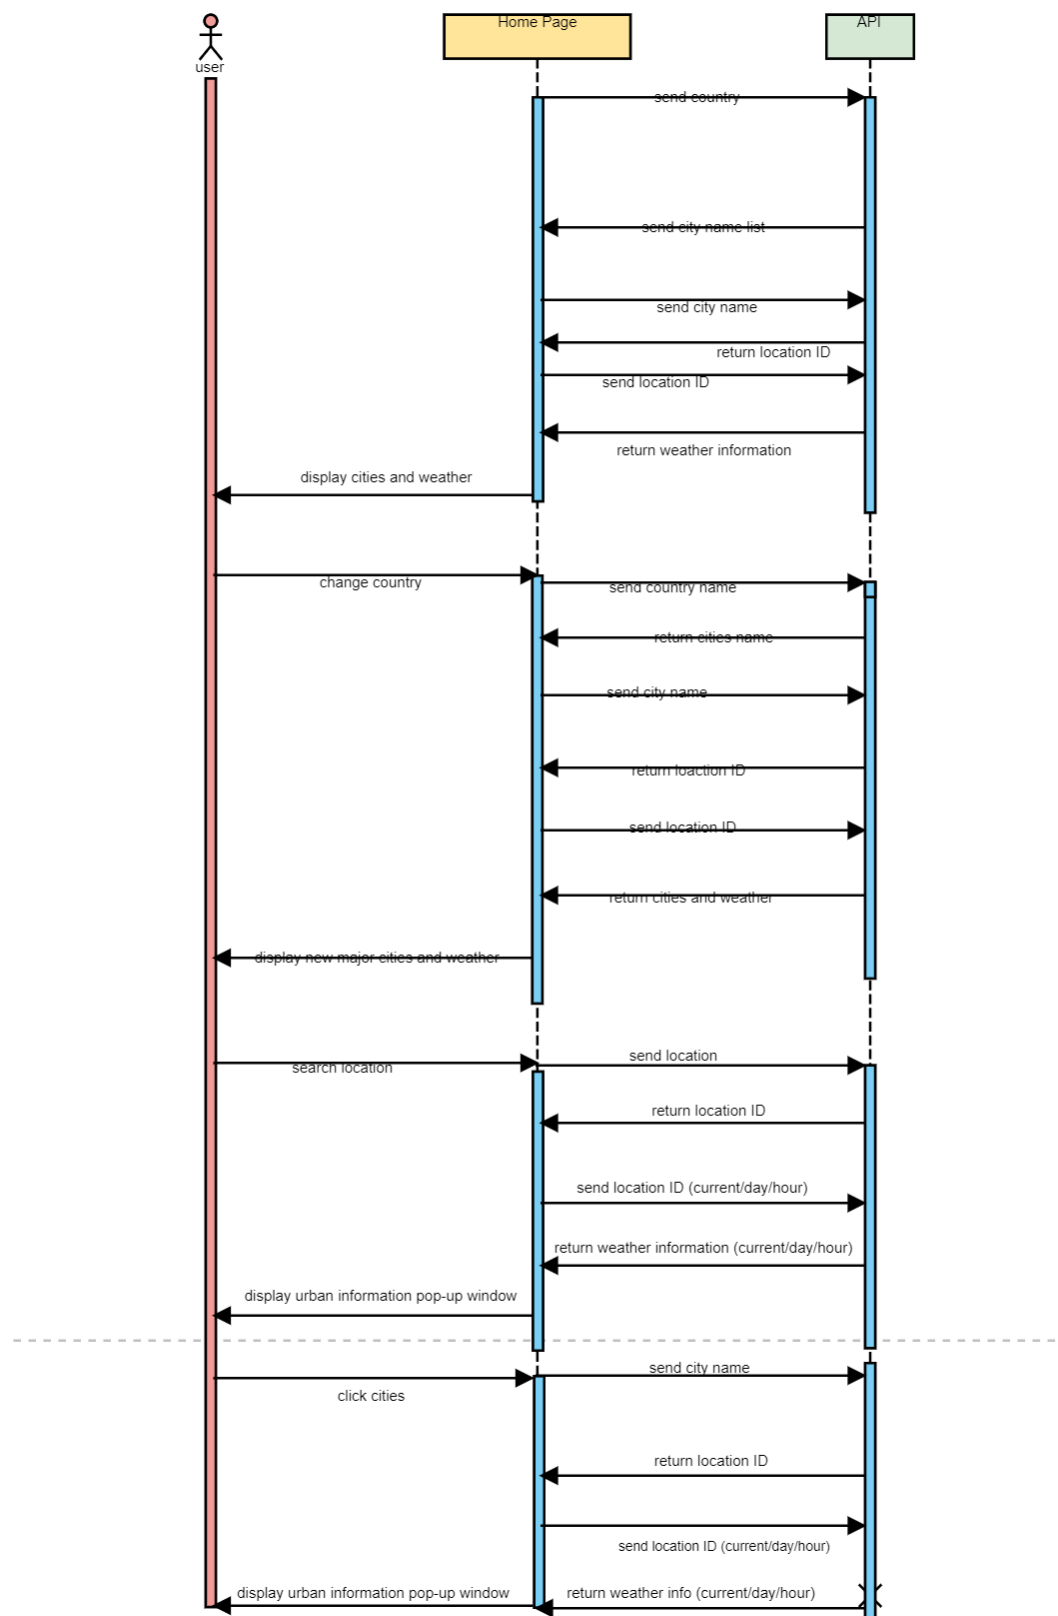 Home Page
API
user
send country
send city name list
send city name
return location ID
send location ID
return weather information
display cities and weather
change country
send country name
return cities name
send city name
return loaction ID
send location ID
return cities and weather
display new major cities and weather
send location
search location
return location ID
send location ID (current/day/hour)
return weather information (current/day/hour)
display urban information pop-up window
send city name
click cities
return location ID
send location ID (current/day/hour)
display urban information pop-up window
return weather info (current/day/hour)